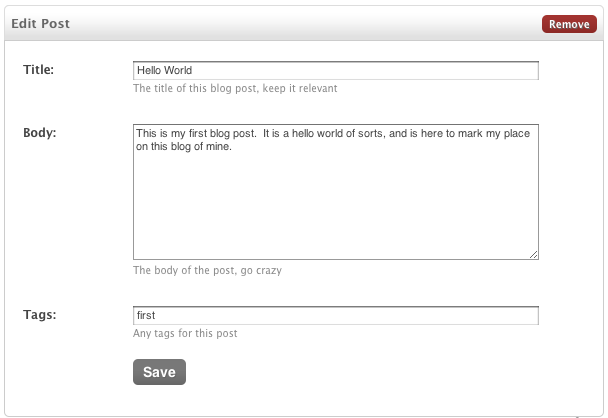 Edit Post
Remove
Title:
Hello World
The title of this blog post, keep it relevant
Body:
This is my first blog post.  It is a hello world of sorts, and is here to mark my place
on this blog of mine.
The body of the post, go crazy
Tags:
first
Any tags for this post
Save